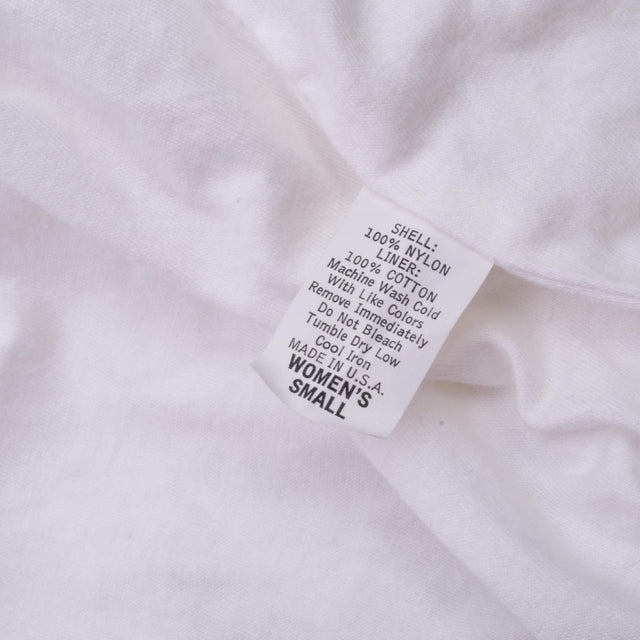 SHELL:
100% NYLON
LINER:
100% COTTON
Machine Wash Cold
With Like Colors
Remove Immediately
Do Not Bleach
Tumble Dry Low
Cool Iron
MADE IN U.S.A.
WOMEN'S
SMALL